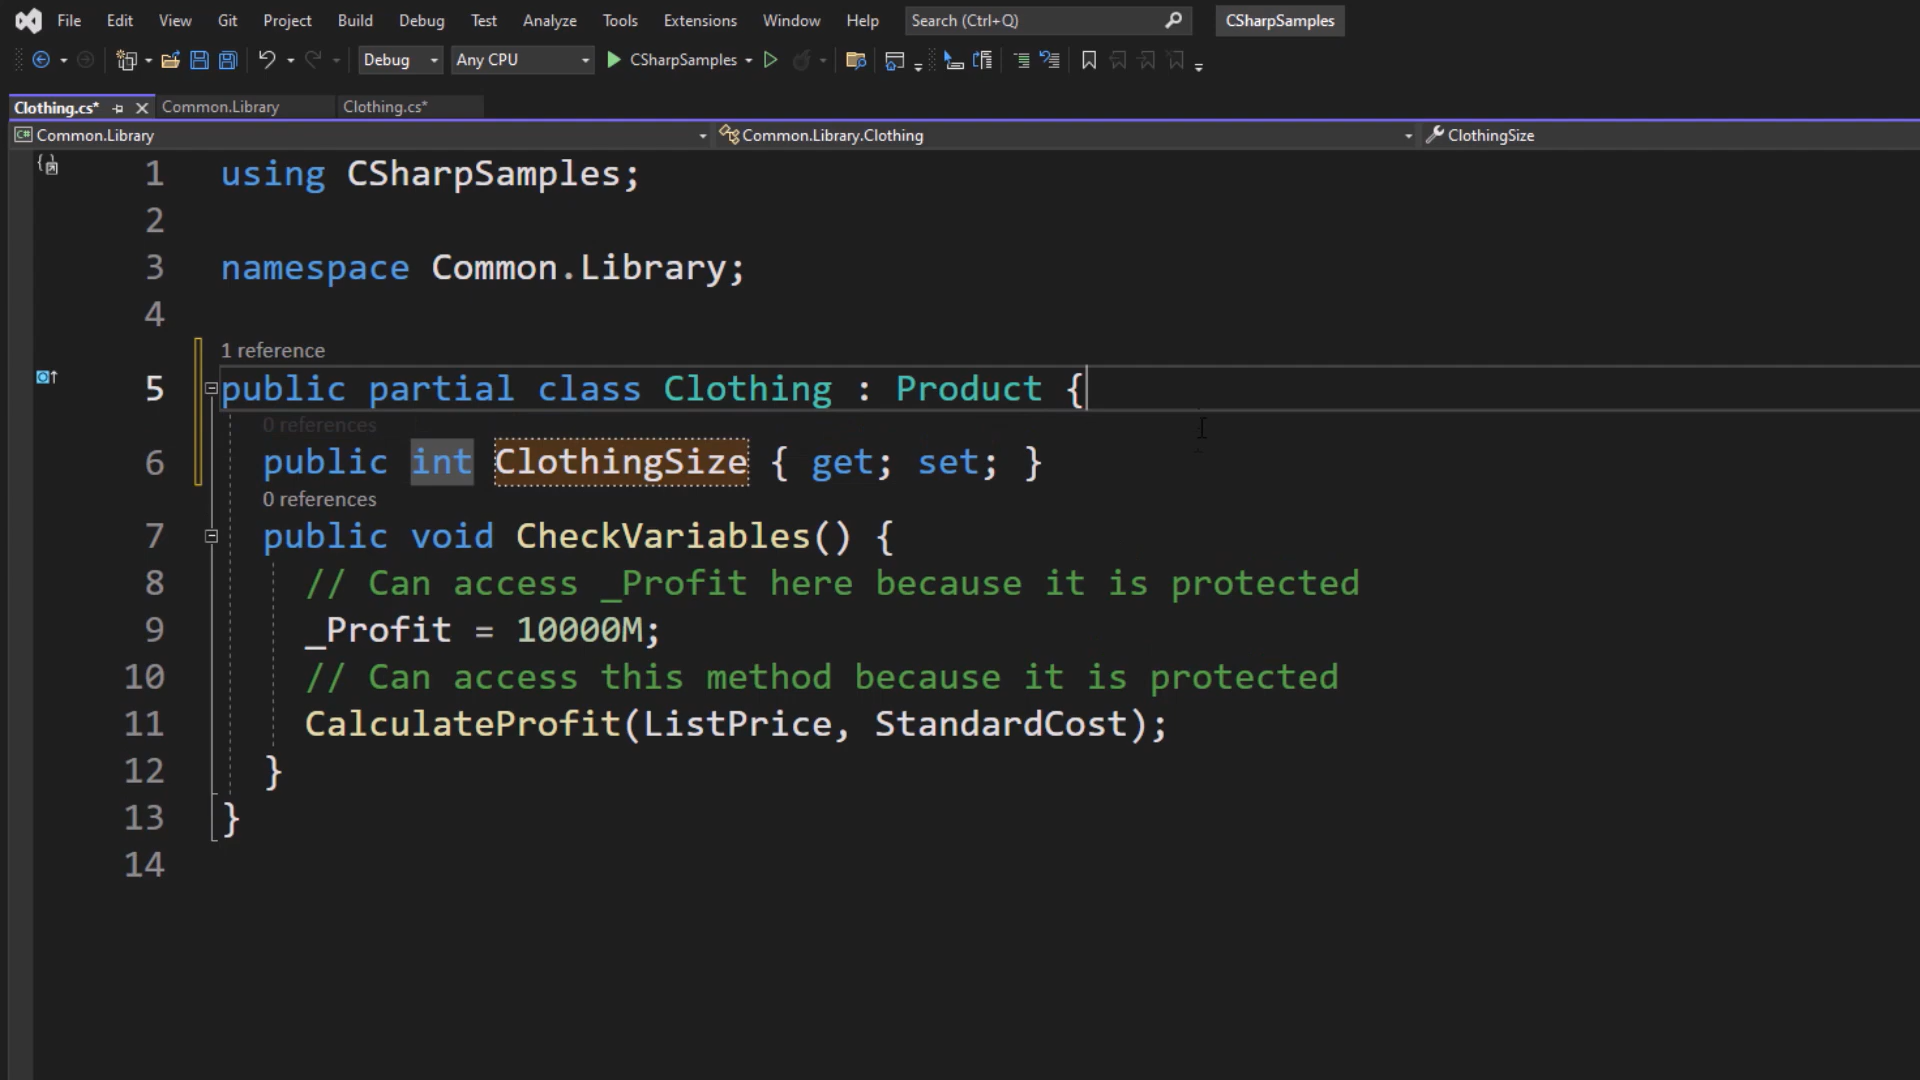 File Edit View Git Project Build Debug Test Analyze Tools Extensions Window Help Search (Ctrl+Q) CSharpSamples
Debug Any CPU CSharpSamples
Clothing.cs* Common.Library Clothing.cs*
C# Common.Library Common.Library.Clothing ClothingSize
1 using CSharpSamples;
2
3 namespace Common.Library;
4
1 reference
5 public partial class Clothing : Product {
0 references
6 public int ClothingSize { get; set; }
0 references
7 public void CheckVariables() {
8 // Can access _Profit here because it is protected
9 _Profit = 10000M;
10 // Can access this method because it is protected
11 CalculateProfit(ListPrice, StandardCost);
12 }
13 }
14